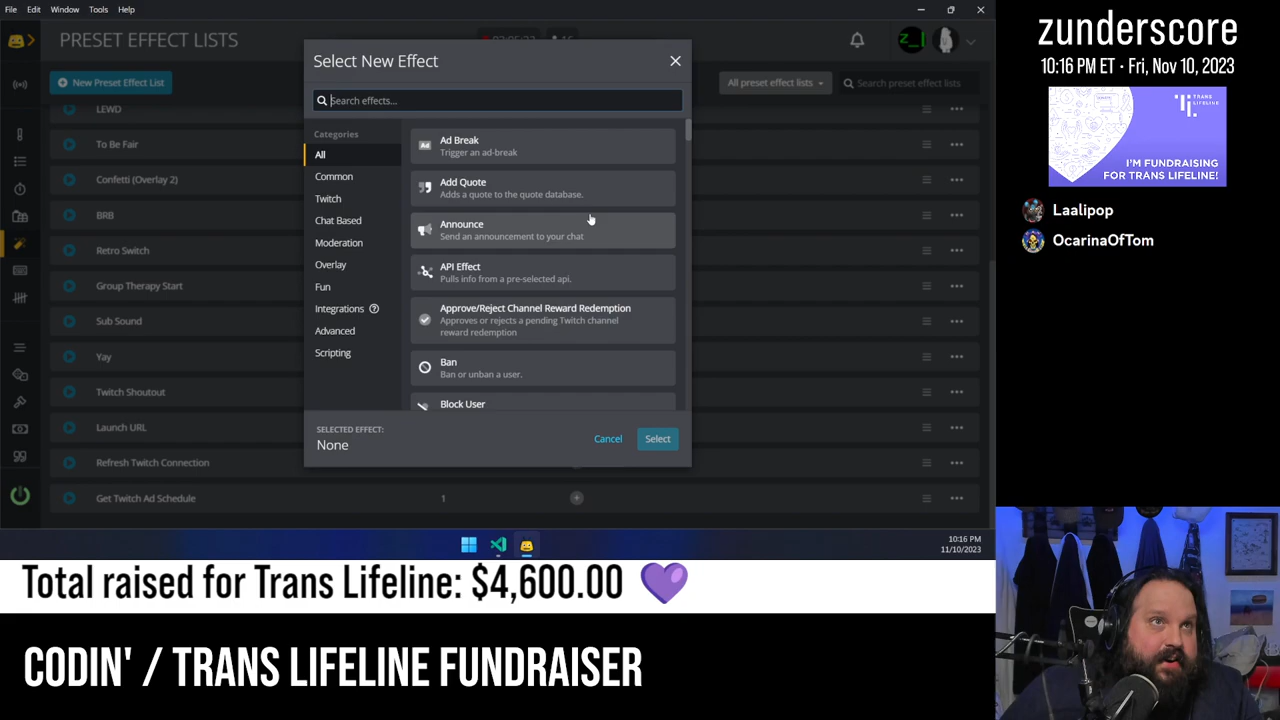 File Edit Window Tools Help
PRESET EFFECT LISTS
New Preset Effect List
All preset effect lists
Search preset effect lists
LEWD
To Be Fair
Confetti (Overlay 2)
BRB
Retro Switch
Group Therapy Start
Sub Sound
Yay
Twitch Shoutout
Launch URL
Refresh Twitch Connection
Get Twitch Ad Schedule 1
Select New Effect
Search effects...
Categories
All
Common
Twitch
Chat Based
Moderation
Overlay
Fun
Integrations
Advanced
Scripting
Ad
Ad Break
Trigger an ad-break
Add Quote
Adds a quote to the quote database.
Announce
Send an announcement to your chat
API Effect
Pulls info from a pre-selected api.
Approve/Reject Channel Reward Redemption
Approves or rejects a pending Twitch channel
reward redemption
Ban
Ban or unban a user.
Block User
SELECTED EFFECT:
None
Cancel
Select
10:16 PM
11/10/2023
zunderscore
10:16 PM ET • Fri, Nov 10, 2023
TRANS
LIFELINE
I'M FUNDRAISING
FOR TRANS LIFELINE!
Laalipop
OcarinaOfTom
Total raised for Trans Lifeline: $4,600.00 💜
CODIN' / TRANS LIFELINE FUNDRAISER